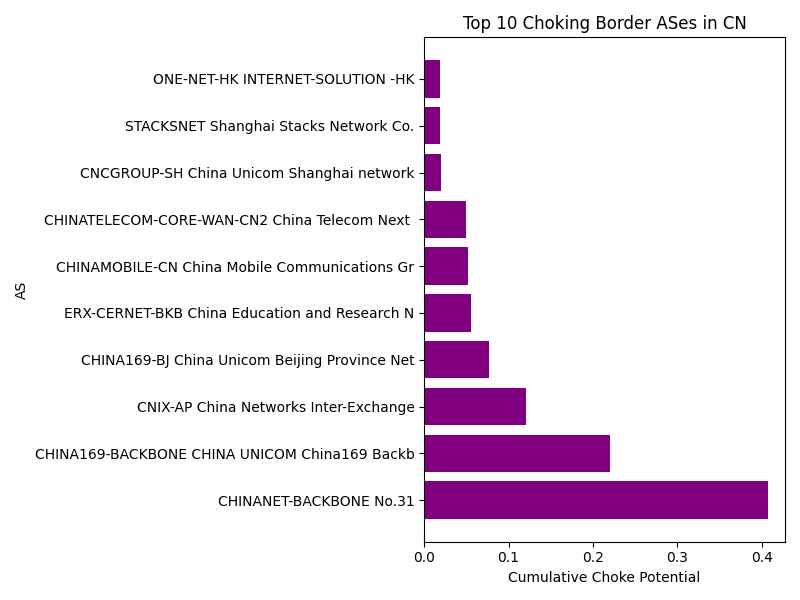 Top 10 Choking Border ASes in CN
ONE-NET-HK INTERNET-SOLUTION -HK
STACKSNET Shanghai Stacks Network Co.
CNCGROUP-SH China Unicom Shanghai network
CHINATELECOM-CORE-WAN-CN2 China Telecom Next
CHINAMOBILE-CN China Mobile Communications Gr
ERX-CERNET-BKB China Education and Research N
CHINA169-BJ China Unicom Beijing Province Net
CNIX-AP China Networks Inter-Exchange
CHINA169-BACKBONE CHINA UNICOM China169 Backb
CHINANET-BACKBONE No.31
AS
0.0 0.1 0.2 0.3 0.4
Cumulative Choke Potential